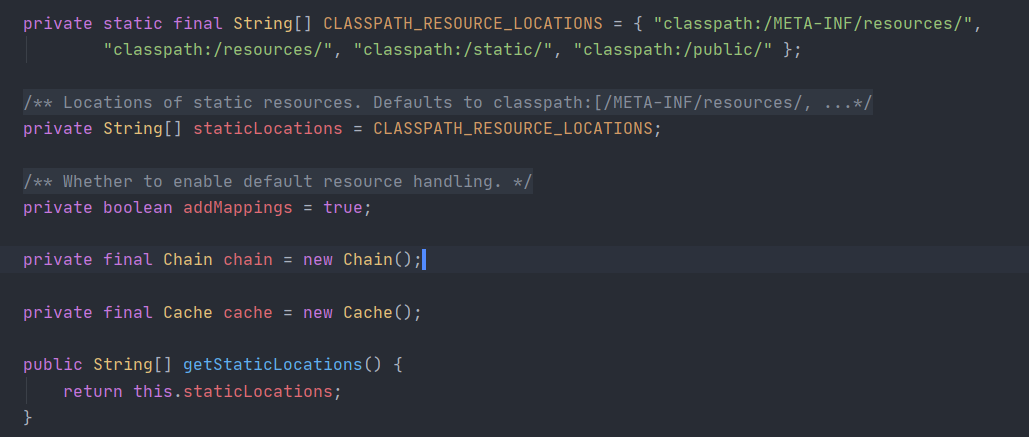 private static final String[] CLASSPATH_RESOURCE_LOCATIONS = { "classpath:/META-INF/resources/",
"classpath:/resources/", "classpath:/static/", "classpath:/public/" };
/** Locations of static resources. Defaults to classpath:[/META-INF/resources/, ...*/
private String[] staticLocations = CLASSPATH_RESOURCE_LOCATIONS;
/** Whether to enable default resource handling. */
private boolean addMappings = true;
private final Chain chain = new Chain();
private final Cache cache = new Cache();
public String[] getStaticLocations() {
return this.staticLocations;
}